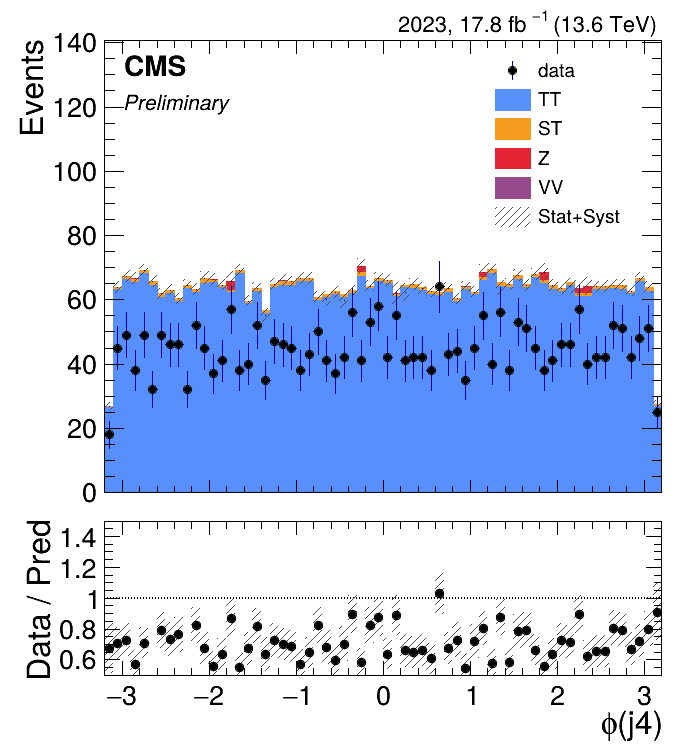 2023, 17.8 fb⁻¹ (13.6 TeV)
CMS
Preliminary
data
TT
ST
Z
VV
Stat+Syst
Events
140
120
100
80
60
40
20
0
Data / Pred
1.4
1.2
1
0.8
0.6
−3 −2 −1 0 1 2 3
ϕ(j4)